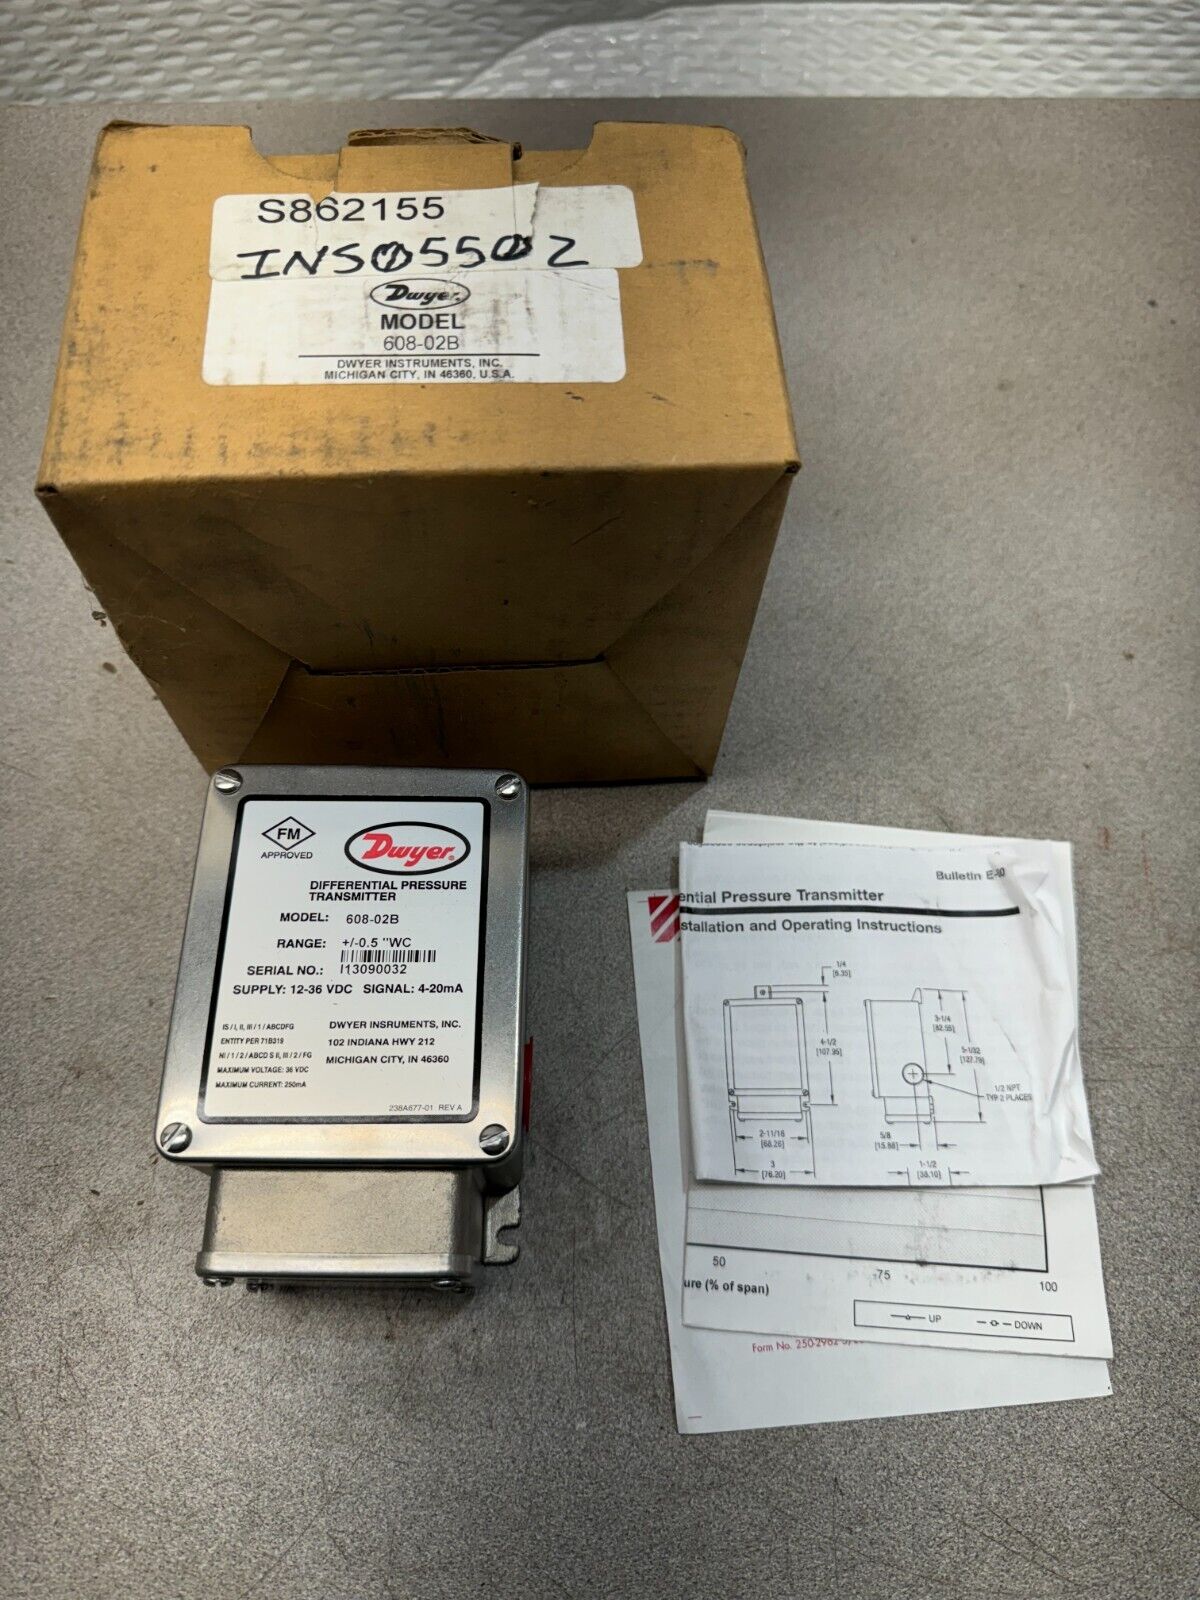 S862155
INS05502
Dwyer
MODEL
608-02B
DWYER INSTRUMENTS, INC.
MICHIGAN CITY, IN 46360, U.S.A.
FM
APPROVED
Dwyer
DIFFERENTIAL PRESSURE
TRANSMITTER
MODEL: 608-02B
RANGE: +/-0.5 "WC
SERIAL NO.: I13090032
SUPPLY: 12-36 VDC SIGNAL: 4-20mA
IS / I, II, III / 1 / ABCDFG
ENTITY PER 71B319
NI / 1 / 2 / ABCD S II, III / 2 / FG
MAXIMUM VOLTAGE: 36 VDC
MAXIMUM CURRENT: 250mA
DWYER INSRUMENTS, INC.
102 INDIANA HWY 212
MICHIGAN CITY, IN 46360
238A677-01 REV A
Bulletin
ential Pressure Transmitter
stallation and Operating Instructions
1/4
[6.35]
4-1/2
[107.95]
3-1/4
[82.55]
5-1/32
[127.79]
1/2 NPT
TYP 2 PLACES
2-11/16
[68.26]
5/8
[15.88]
3
[76.20]
1-1/2
[38.10]
50
75
100
ure (% of span)
UP
DOWN
Form No.